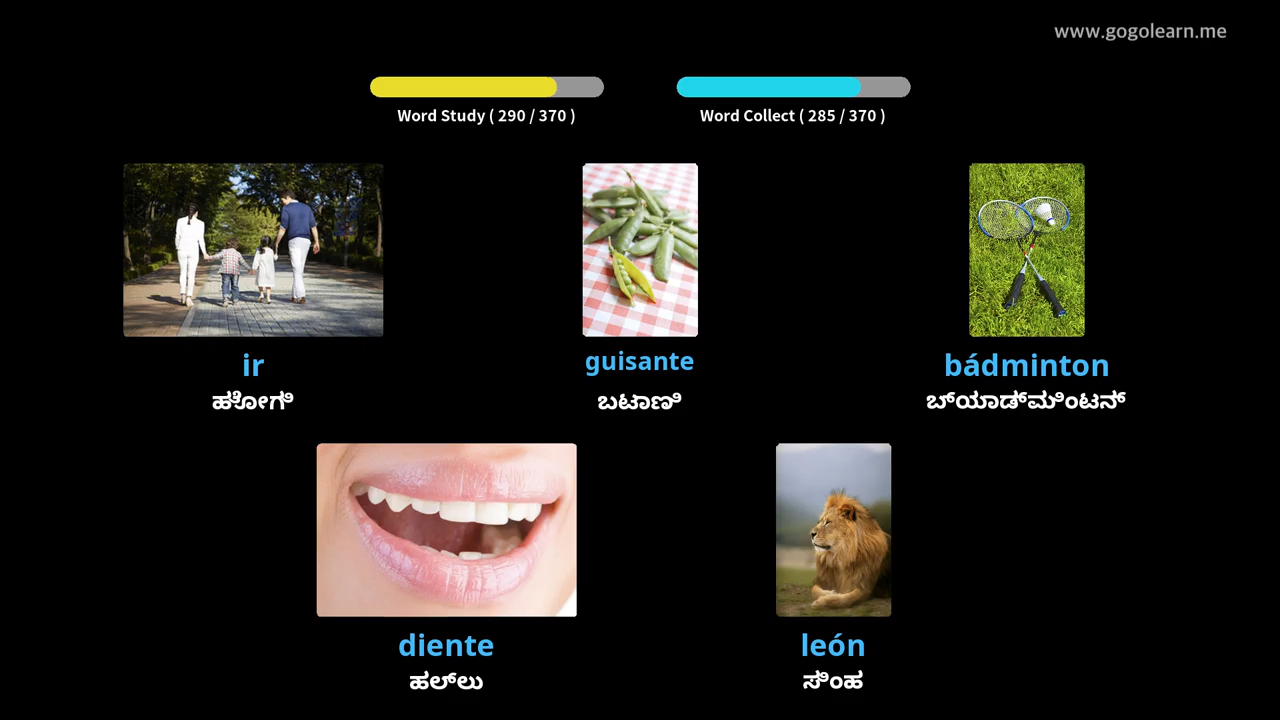 www.gogolearn.me
Word Study ( 290 / 370 )
Word Collect ( 285 / 370 )
ir
ಹೋಗಿ
guisante
ಬಟಾಣಿ
bádminton
ಬ್ಯಾಡ್ಮಿಂಟನ್
diente
ಹಲ್ಲು
león
ಸಿಂಹ